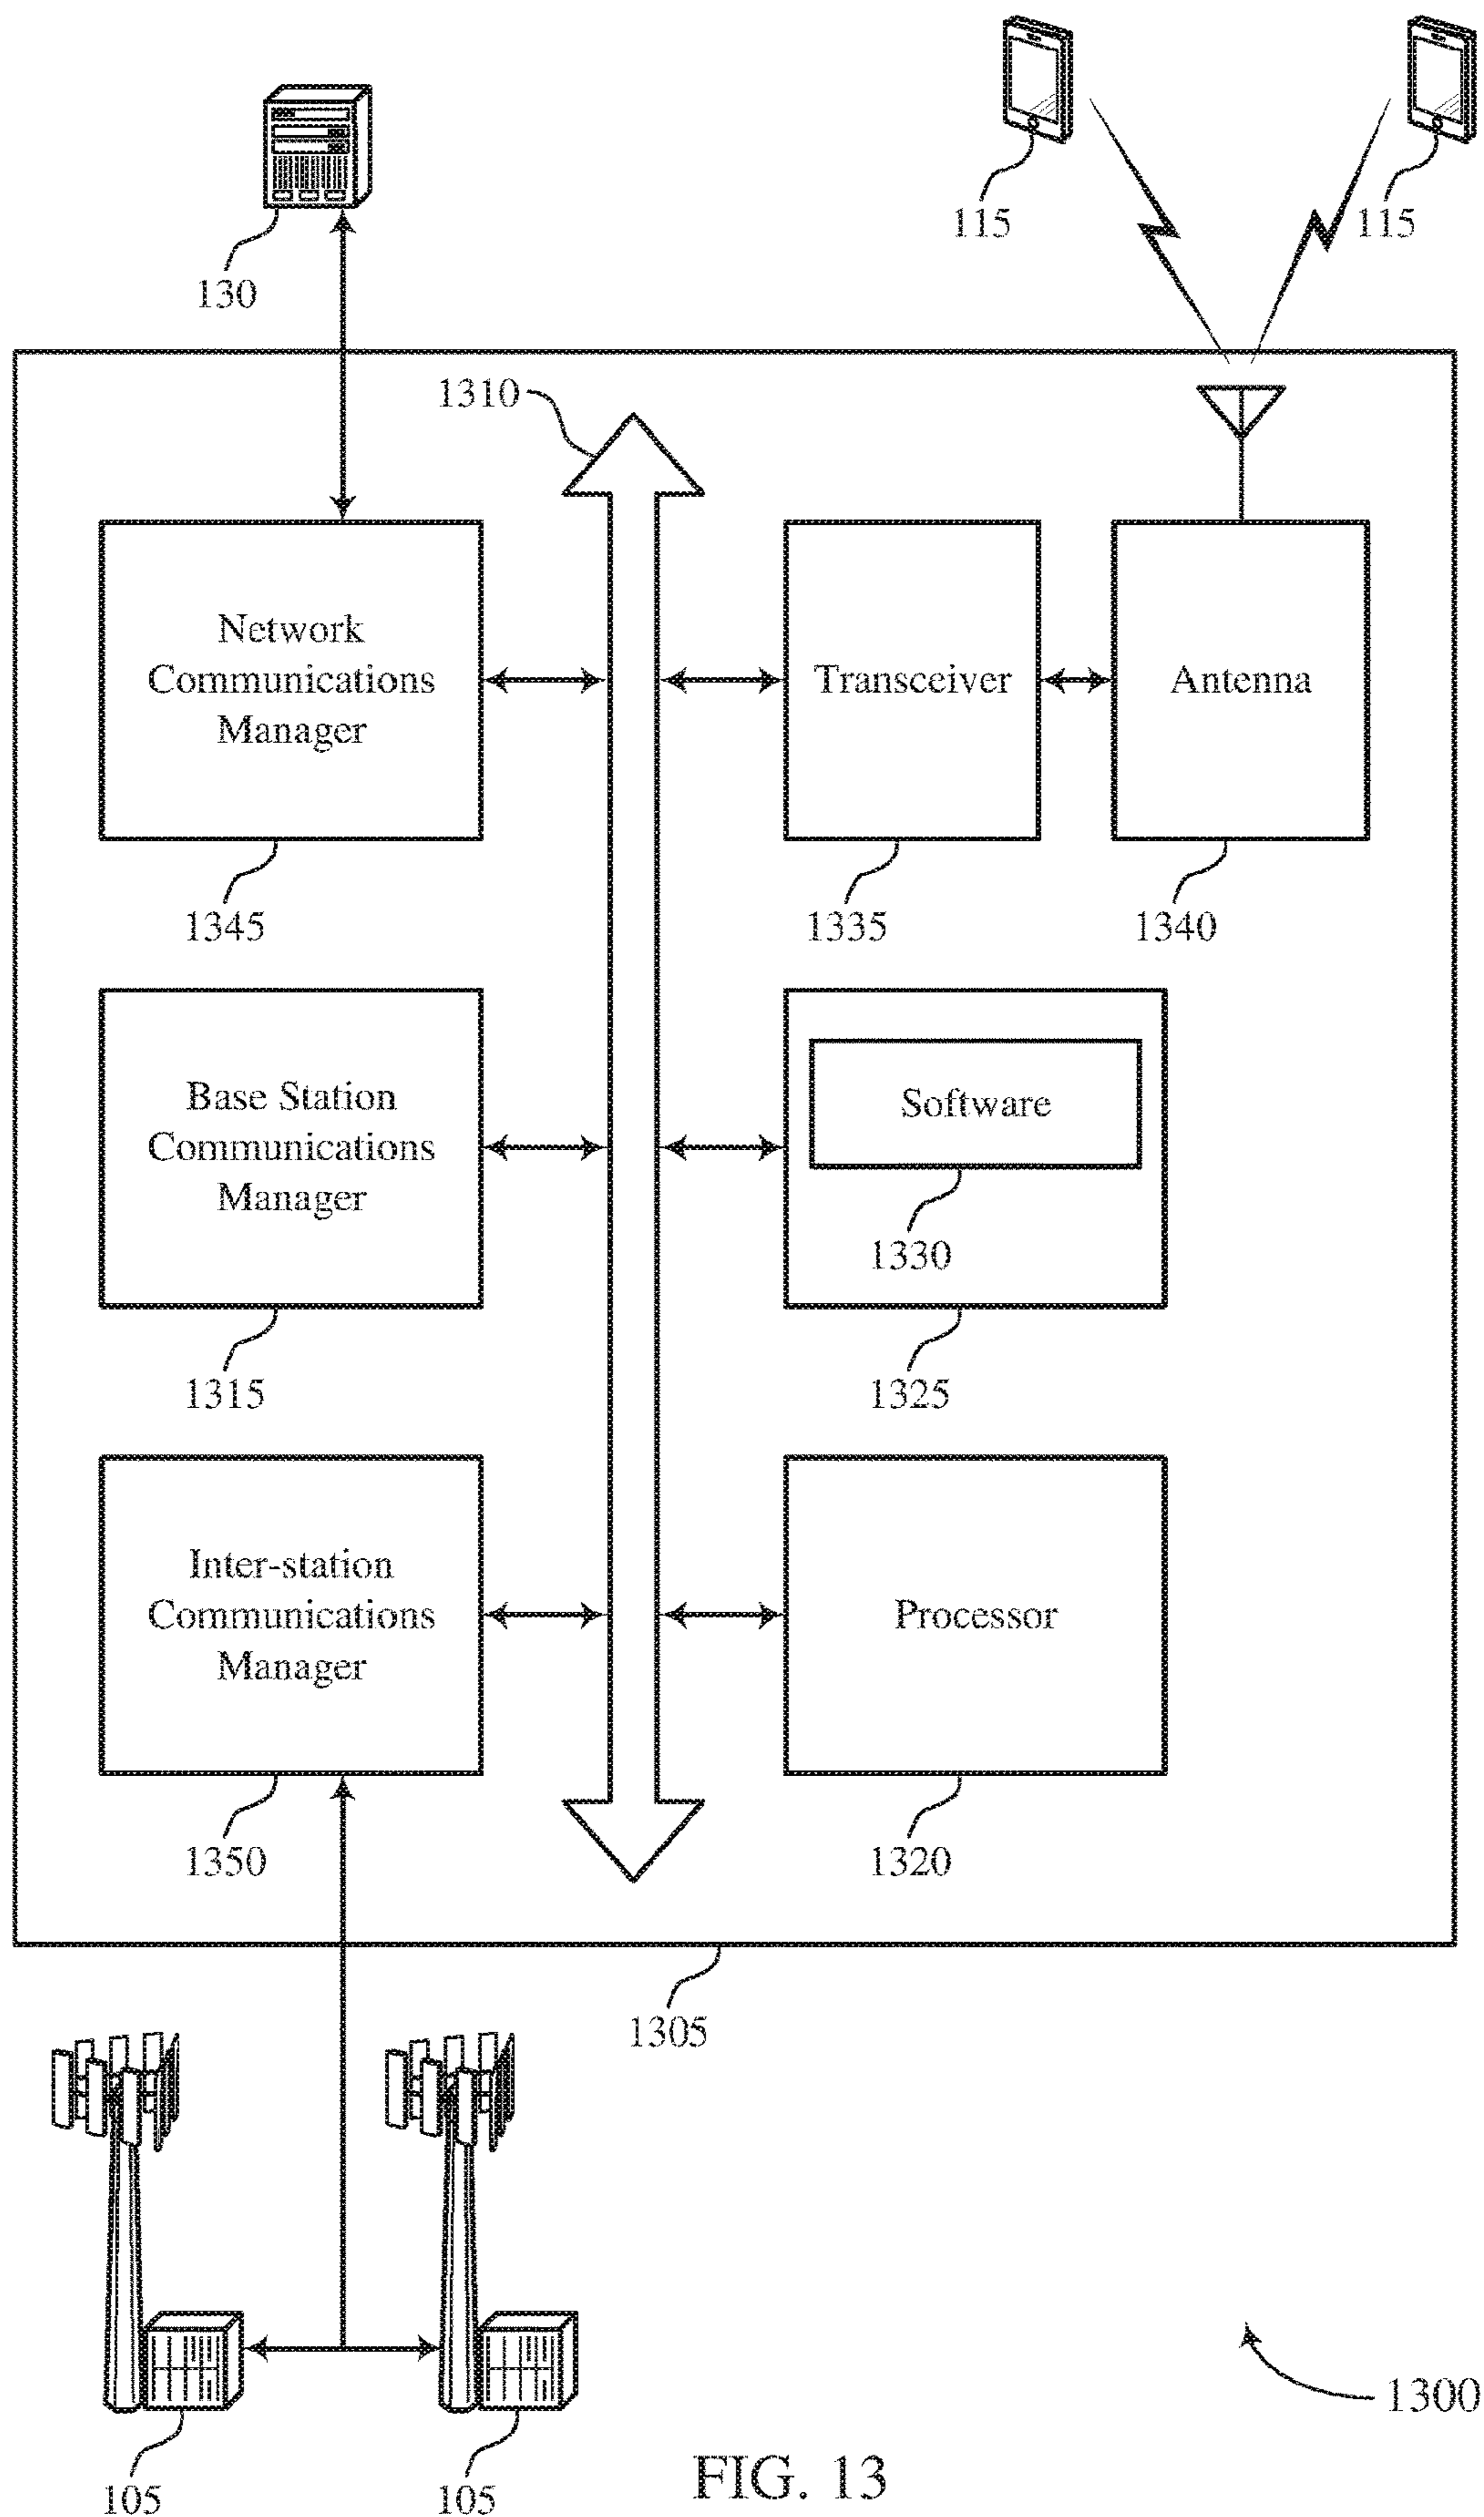 115
115
130
1310
Network
Communications
Manager
Transceiver
Antenna
1345
1335
1340
Base Station
Communications
Manager
Software
1330
1315
1325
Inter-station
Communications
Manager
Processor
1350
1320
1305
1300
105
105
FIG. 13